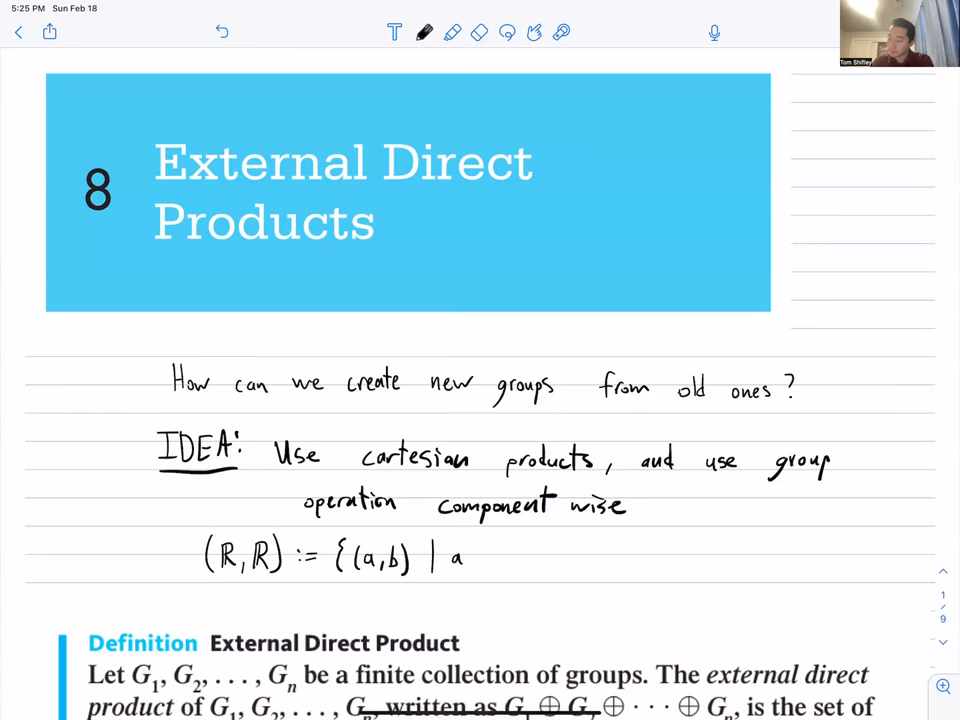 5:25 PM Sun Feb 18
Tom Shifley
8
External Direct
Products
How can we create new groups from old ones?
IDEA: Use cartesian products, and use group
operation component wise
(ℝ, ℝ) := {(a,b) | a
Definition External Direct Product
Let G₁, G₂, . . . , Gₙ be a finite collection of groups. The external direct
product of G₁, G₂, . . . , Gₙ, written as G₁ ⊕ G₂ ⊕ · · · ⊕ Gₙ, is the set of
1
/
9